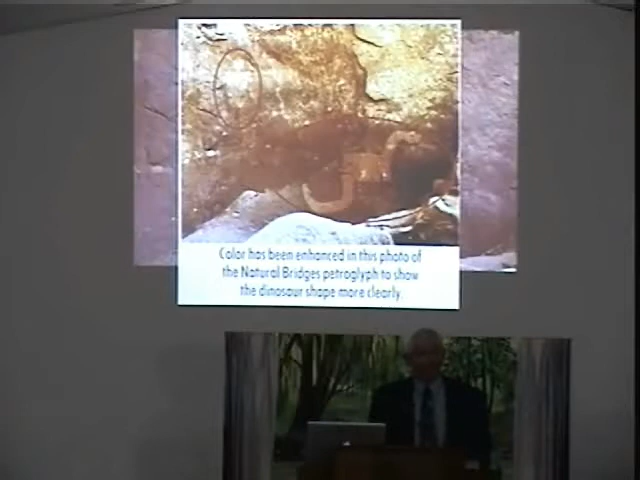 Color has been enhanced in this photo of
the Natural Bridges petroglyph to show
the dinosaur shape more clearly.